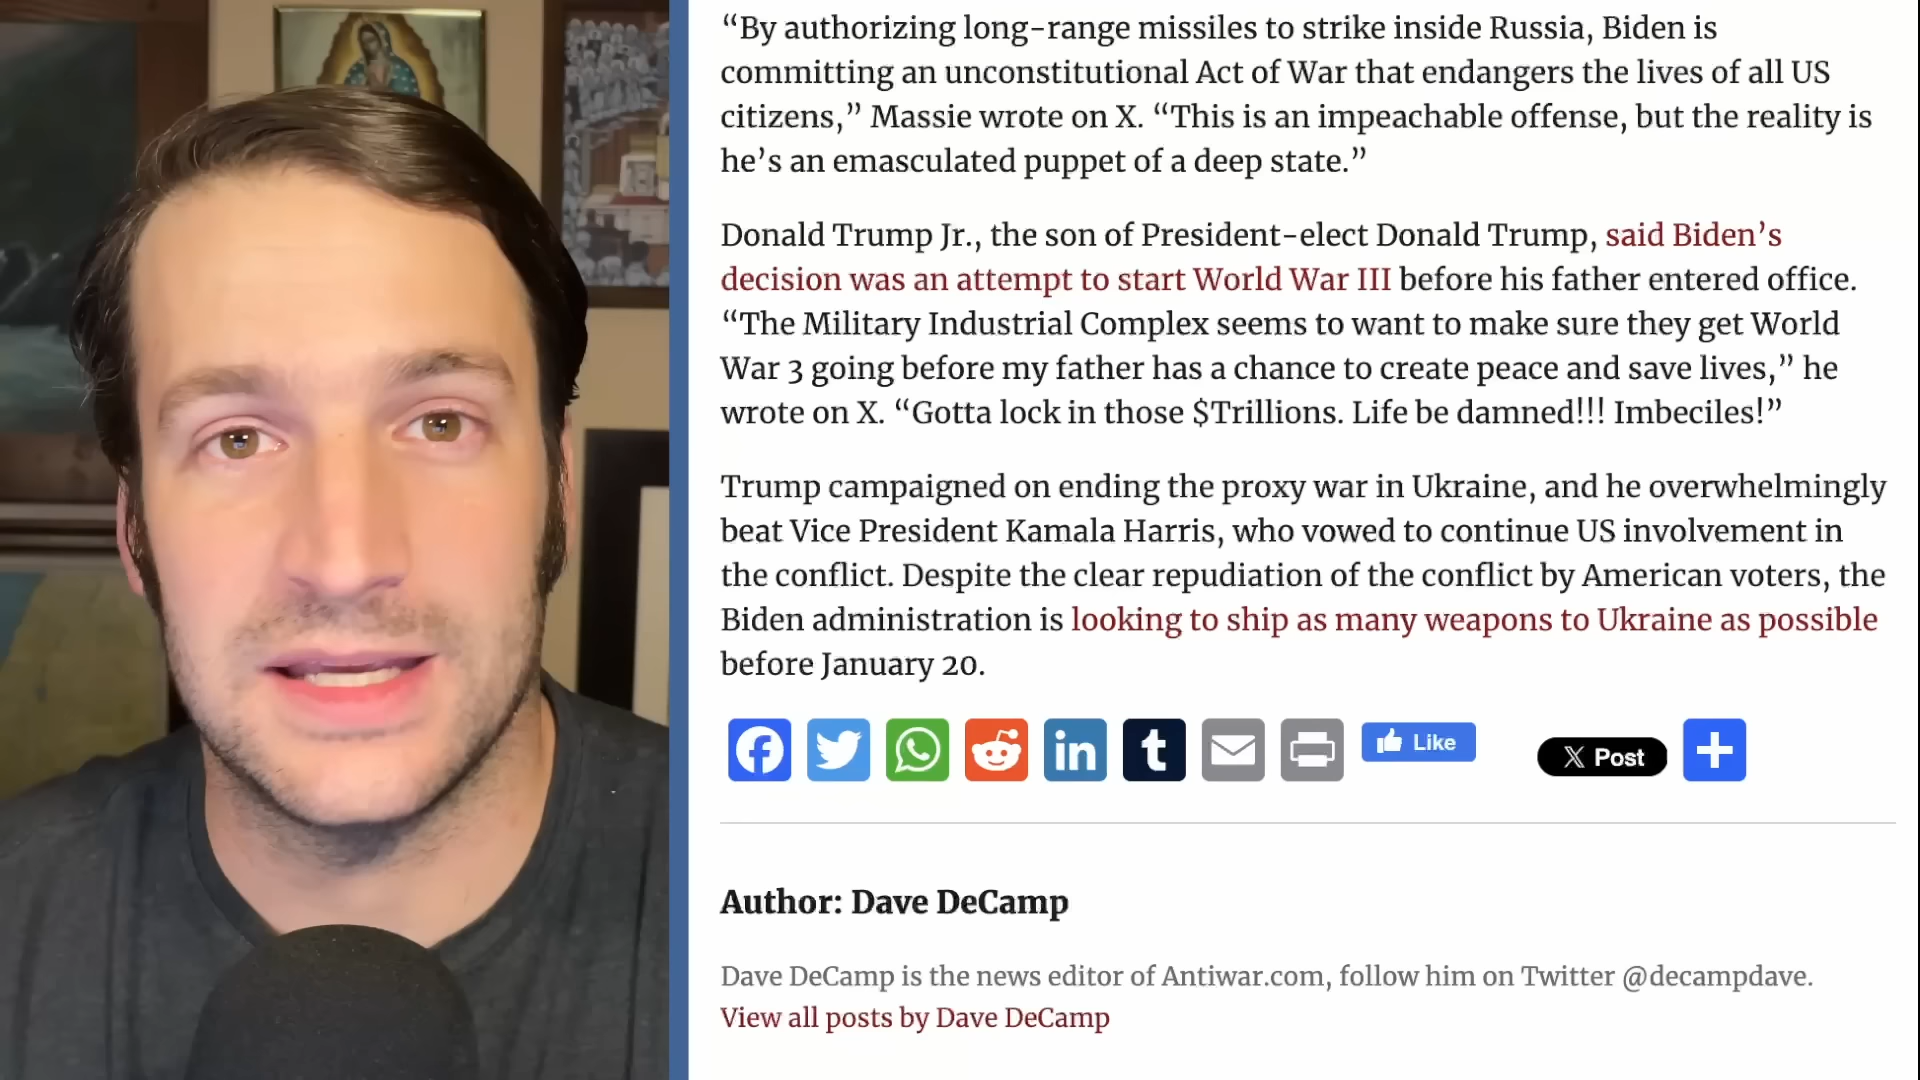 “By authorizing long-range missiles to strike inside Russia, Biden is
committing an unconstitutional Act of War that endangers the lives of all US
citizens,” Massie wrote on X. “This is an impeachable offense, but the reality is
he’s an emasculated puppet of a deep state.”
Donald Trump Jr., the son of President-elect Donald Trump, said Biden’s
decision was an attempt to start World War III before his father entered office.
“The Military Industrial Complex seems to want to make sure they get World
War 3 going before my father has a chance to create peace and save lives,” he
wrote on X. “Gotta lock in those $Trillions. Life be damned!!! Imbeciles!”
Trump campaigned on ending the proxy war in Ukraine, and he overwhelmingly
beat Vice President Kamala Harris, who vowed to continue US involvement in
the conflict. Despite the clear repudiation of the conflict by American voters, the
Biden administration is looking to ship as many weapons to Ukraine as possible
before January 20.
Like
X Post
Author: Dave DeCamp
Dave DeCamp is the news editor of Antiwar.com, follow him on Twitter @decampdave.
View all posts by Dave DeCamp